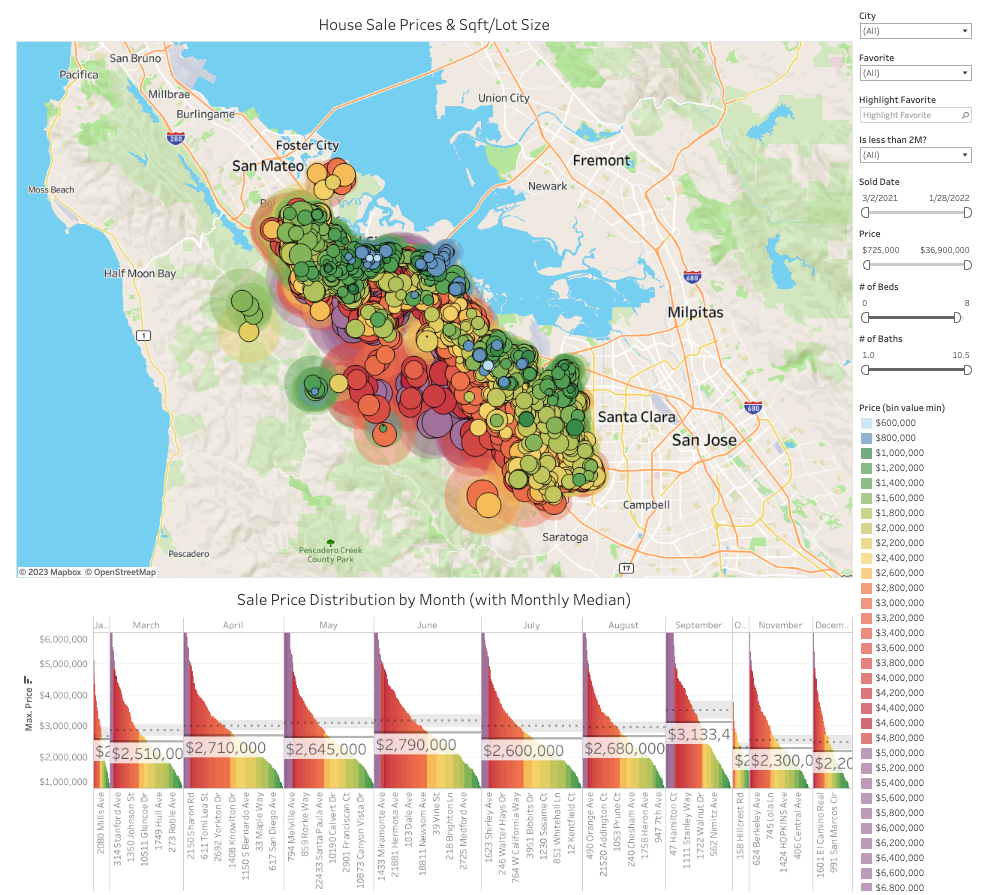 House Sale Prices & Sqft/Lot Size
San Bruno
Pacifica
Millbrae
Burlingame
280
Union City
Foster City
San Mateo
Fremont
Newark
Moss Beach
Half Moon Bay
680
1
Milpitas
Santa Clara
680
San Jose
Campbell
Saratoga
Pescadero
Pescadero Creek
County Park
17
© 2023 Mapbox © OpenStreetMap
City
(All)
Favorite
(All)
Highlight Favorite
Highlight Favorite
Is less than 2M?
(All)
Sold Date
3/2/2021 1/28/2022
Price
$725,000 $36,900,000
# of Beds
0 8
# of Baths
1.0 10.5
Price (bin value min)
$600,000
$800,000
$1,000,000
$1,200,000
$1,400,000
$1,600,000
$1,800,000
$2,000,000
$2,200,000
$2,400,000
$2,600,000
$2,800,000
$3,000,000
$3,200,000
$3,400,000
$3,600,000
$3,800,000
$4,000,000
$4,200,000
$4,400,000
$4,600,000
$4,800,000
$5,000,000
$5,200,000
$5,400,000
$5,600,000
$5,800,000
$6,000,000
$6,200,000
$6,400,000
$6,600,000
$6,800,000
Sale Price Distribution by Month (with Monthly Median)
Ja.. March April May June July August September O.. November Decem..
Max. Price
$6,000,000
$5,000,000
$4,000,000
$3,000,000
$2,000,000
$1,000,000
$2 $2,510,00 $2,710,000 $2,645,000 $2,790,000 $2,600,000 $2,680,000 $3,133,4 $2 $2,300,0 $2,20
2080 Mills Ave
314 Stanford Ave
1350 Johnson St
10511 Glencoe Dr
1749 Hull Ave
273 Roble Ave
2150 Sharon Rd
611 Tomi Lea St
2692 Yorkton Dr
1408 Knowlton Dr
1150 S Bernardo Ave
33 Maple Way
617 San Diego Ave
794 Melville Ave
859 Rorke Way
22433 Santa Paula Ave
10190 Calvert Dr
2901 Franciscan Ct
10873 Canyon Vista Dr
1433 Miramonte Ave
21881 Hermosa Ave
103 Dale Ave
18811 Newsom Ave
39 Vine St
218 Brighton Ln
2725 Medford Ave
1623 Shirley Ave
246 Walter Hays Dr
764 W California Way
3951 Bibbits Dr
1230 Sesame Ct
851 Whitehall Ln
12 Kentfield Ct
490 Orange Ave
21520 Addington Ct
1053 Prune Ct
240 Chesham Ave
1758 Heron Ave
947 7th Ave
47 Hamilton Ct
1111 Stanley Way
1722 Walnut Dr
562 Nimitz Ave
158 Hillcrest Rd
624 Berkeley Ave
745 Lola Ln
1424 HOPKINS Ave
406 Central Ave
1601 El Camino Real
991 San Marcos Cir